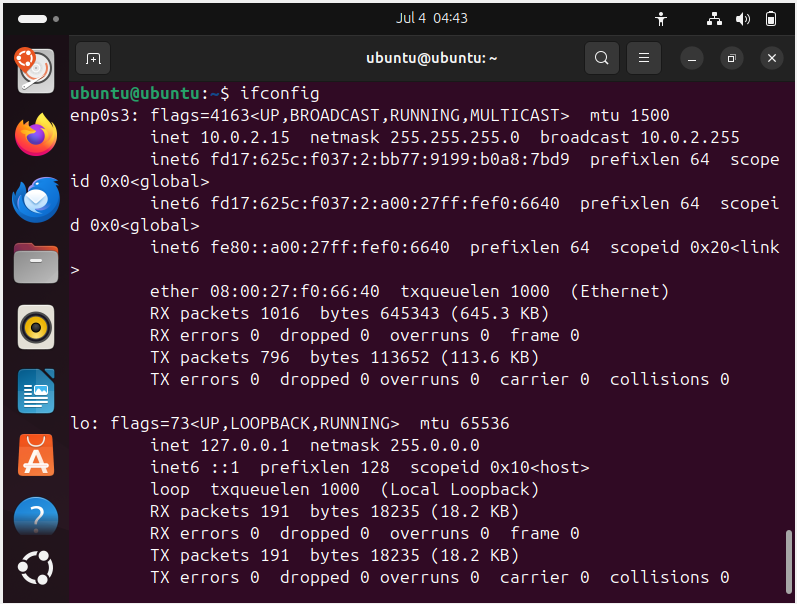 Jul 4 04:43
ubuntu@ubuntu: ~
ubuntu@ubuntu:~$ ifconfig
enp0s3: flags=4163<UP,BROADCAST,RUNNING,MULTICAST>  mtu 1500
        inet 10.0.2.15  netmask 255.255.255.0  broadcast 10.0.2.255
        inet6 fd17:625c:f037:2:bb77:9199:b0a8:7bd9  prefixlen 64  scope
id 0x0<global>
        inet6 fd17:625c:f037:2:a00:27ff:fef0:6640  prefixlen 64  scopei
d 0x0<global>
        inet6 fe80::a00:27ff:fef0:6640  prefixlen 64  scopeid 0x20<link
>
        ether 08:00:27:f0:66:40  txqueuelen 1000  (Ethernet)
        RX packets 1016  bytes 645343 (645.3 KB)
        RX errors 0  dropped 0  overruns 0  frame 0
        TX packets 796  bytes 113652 (113.6 KB)
        TX errors 0  dropped 0 overruns 0  carrier 0  collisions 0

lo: flags=73<UP,LOOPBACK,RUNNING>  mtu 65536
        inet 127.0.0.1  netmask 255.0.0.0
        inet6 ::1  prefixlen 128  scopeid 0x10<host>
        loop  txqueuelen 1000  (Local Loopback)
        RX packets 191  bytes 18235 (18.2 KB)
        RX errors 0  dropped 0  overruns 0  frame 0
        TX packets 191  bytes 18235 (18.2 KB)
        TX errors 0  dropped 0 overruns 0  carrier 0  collisions 0